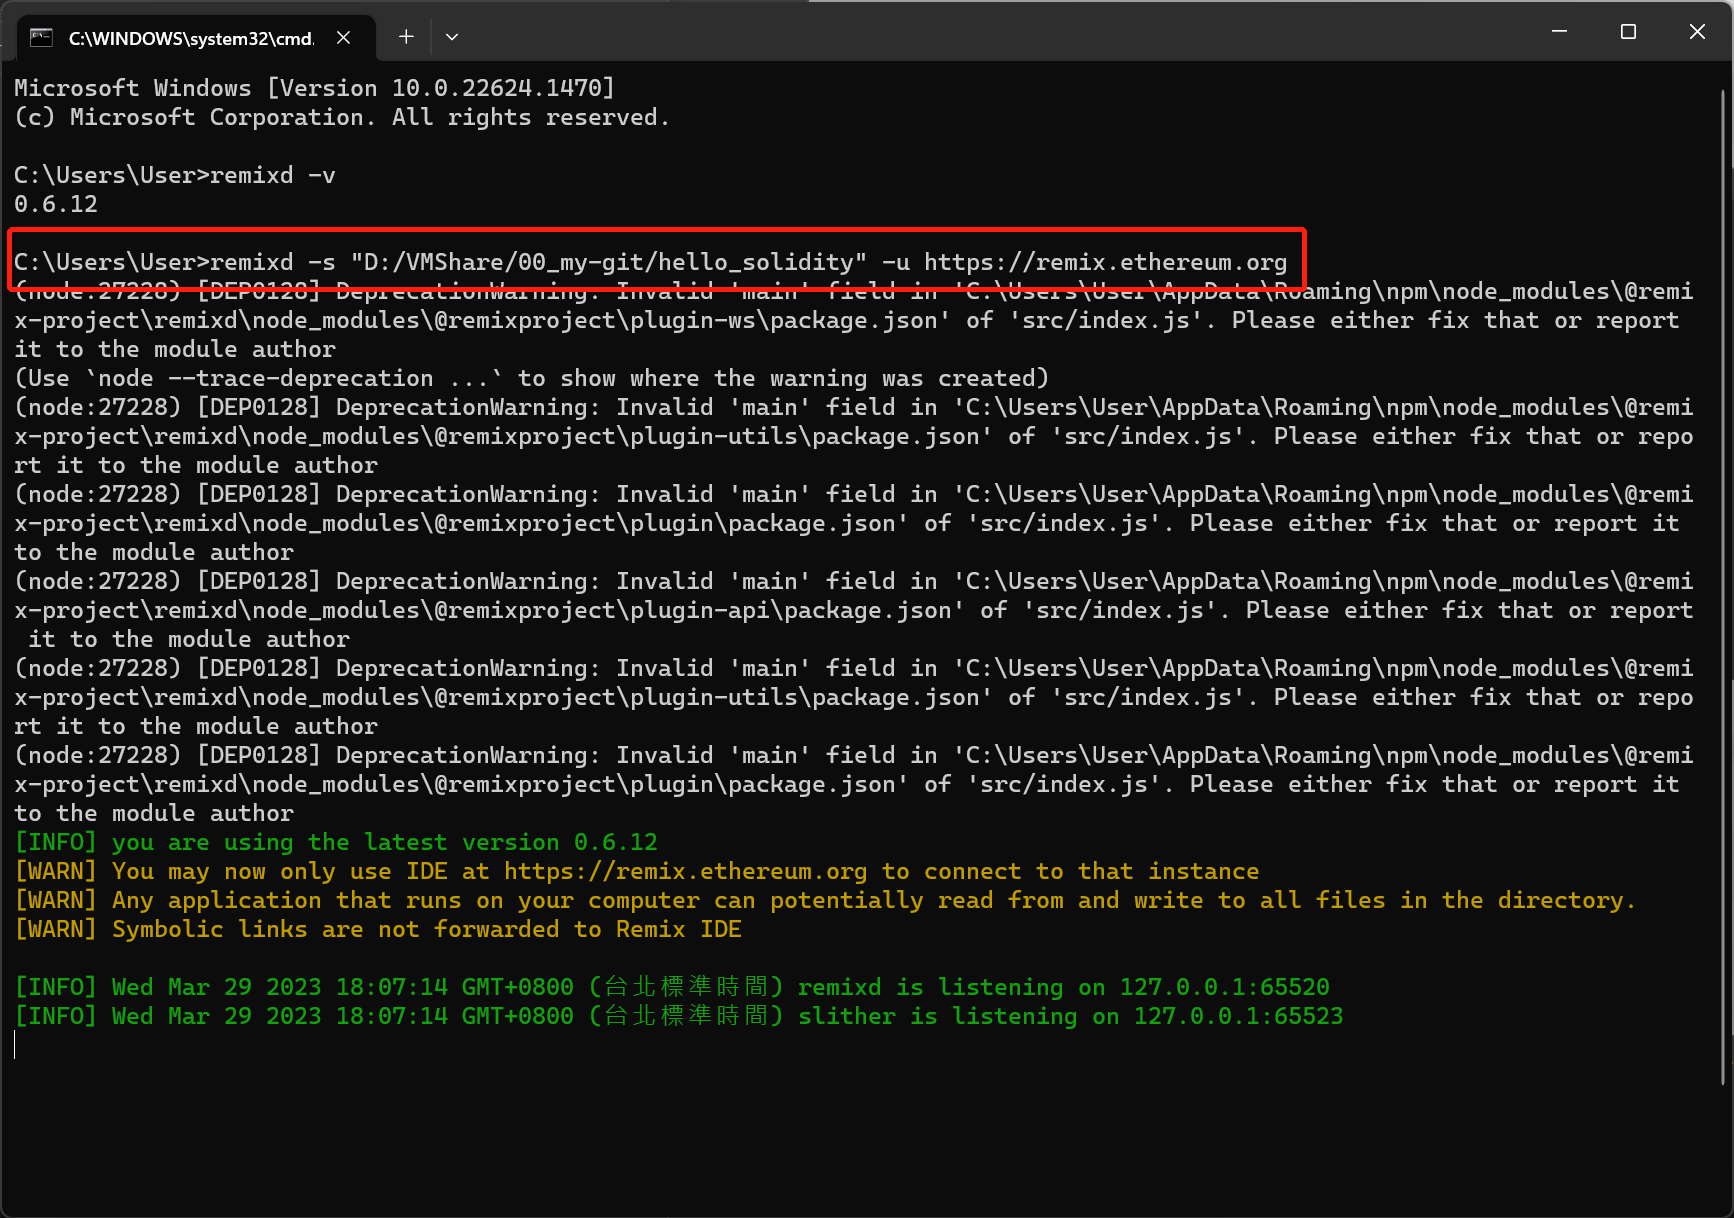 C:\WINDOWS\system32\cmd.
Microsoft Windows [Version 10.0.22624.1470]
(c) Microsoft Corporation. All rights reserved.
C:\Users\User>remixd -v
0.6.12
C:\Users\User>remixd -s "D:/VMShare/00_my-git/hello_solidity" -u https://remix.ethereum.org
(node:27228) [DEP0128] DeprecationWarning: Invalid 'main' field in 'C:\Users\User\AppData\Roaming\npm\node_modules\@remi
x-project\remixd\node_modules\@remixproject\plugin-ws\package.json' of 'src/index.js'. Please either fix that or report
it to the module author
(Use `node --trace-deprecation ...` to show where the warning was created)
(node:27228) [DEP0128] DeprecationWarning: Invalid 'main' field in 'C:\Users\User\AppData\Roaming\npm\node_modules\@remi
x-project\remixd\node_modules\@remixproject\plugin-utils\package.json' of 'src/index.js'. Please either fix that or repo
rt it to the module author
(node:27228) [DEP0128] DeprecationWarning: Invalid 'main' field in 'C:\Users\User\AppData\Roaming\npm\node_modules\@remi
x-project\remixd\node_modules\@remixproject\plugin\package.json' of 'src/index.js'. Please either fix that or report it
to the module author
(node:27228) [DEP0128] DeprecationWarning: Invalid 'main' field in 'C:\Users\User\AppData\Roaming\npm\node_modules\@remi
x-project\remixd\node_modules\@remixproject\plugin-api\package.json' of 'src/index.js'. Please either fix that or report
 it to the module author
(node:27228) [DEP0128] DeprecationWarning: Invalid 'main' field in 'C:\Users\User\AppData\Roaming\npm\node_modules\@remi
x-project\remixd\node_modules\@remixproject\plugin-utils\package.json' of 'src/index.js'. Please either fix that or repo
rt it to the module author
(node:27228) [DEP0128] DeprecationWarning: Invalid 'main' field in 'C:\Users\User\AppData\Roaming\npm\node_modules\@remi
x-project\remixd\node_modules\@remixproject\plugin\package.json' of 'src/index.js'. Please either fix that or report it
to the module author
[INFO] you are using the latest version 0.6.12
[WARN] You may now only use IDE at https://remix.ethereum.org to connect to that instance
[WARN] Any application that runs on your computer can potentially read from and write to all files in the directory.
[WARN] Symbolic links are not forwarded to Remix IDE
[INFO] Wed Mar 29 2023 18:07:14 GMT+0800 (台北標準時間) remixd is listening on 127.0.0.1:65520
[INFO] Wed Mar 29 2023 18:07:14 GMT+0800 (台北標準時間) slither is listening on 127.0.0.1:65523